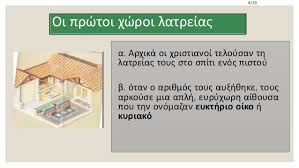 4/19
Οι πρώτοι χώροι λατρείας
α. Αρχικά οι χριστιανοί τελούσαν τη
λατρείας τους στο σπίτι ενός πιστού
β. όταν ο αριθμός τους αυξήθηκε, τους
αρκούσε μια απλή, ευρύχωρη αίθουσα
που την ονόμαζαν ευκτήριο οίκο ή
κυριακό